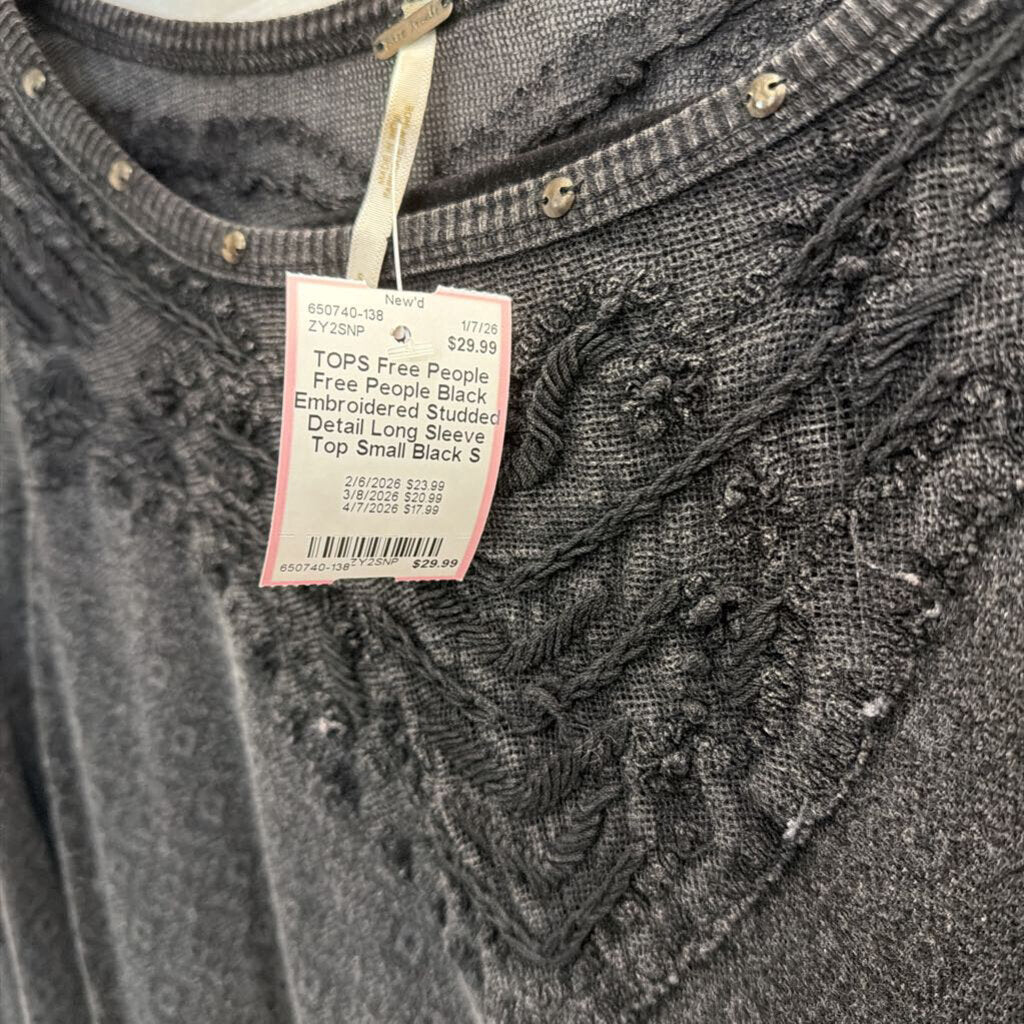 New'd
650740-138
ZY2SNP
1/7/26
$29.99
TOPS Free People
Free People Black
Embroidered Studded
Detail Long Sleeve
Top Small Black S
2/6/2026 $23.99
3/8/2026 $20.99
4/7/2026 $17.99
650740-138 ZY2SNP $29.99